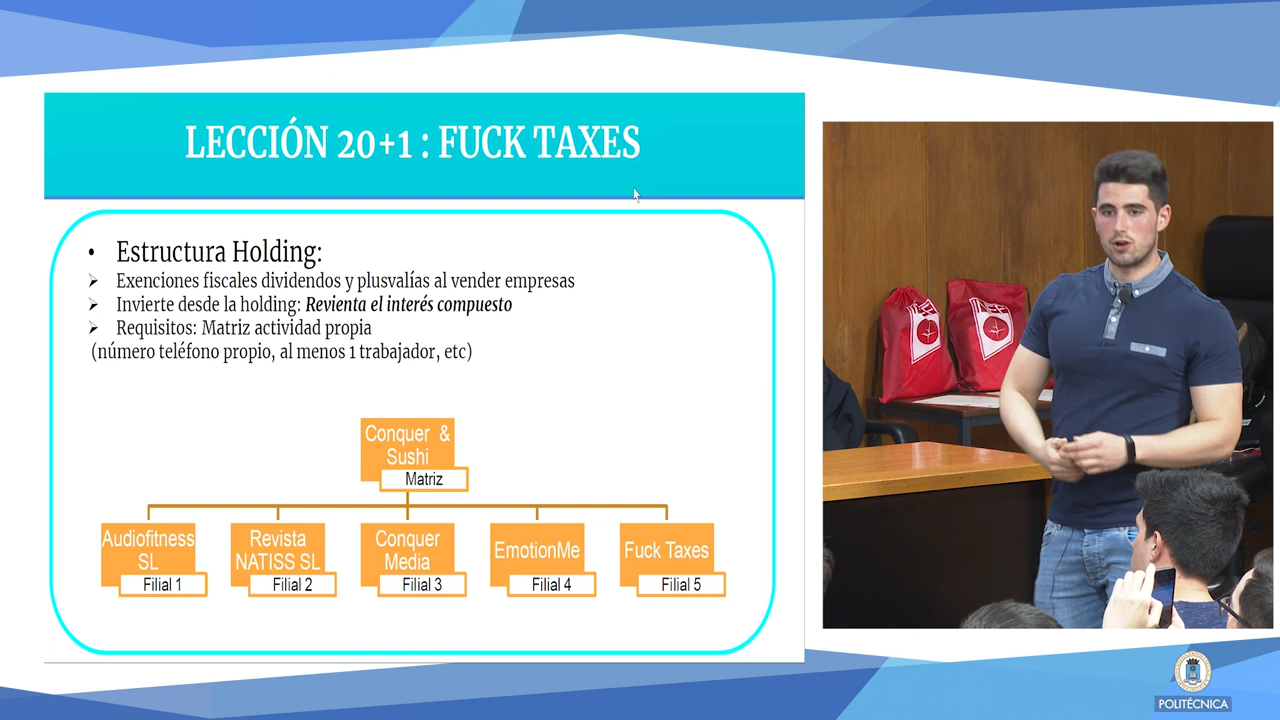 LECCIÓN 20+1 : FUCK TAXES
• Estructura Holding:
Exenciones fiscales dividendos y plusvalías al vender empresas
Invierte desde la holding: Revienta el interés compuesto
Requisitos: Matriz actividad propia
(número teléfono propio, al menos 1 trabajador, etc)
Conquer &
Sushi
Matriz
Audiofitness
SL
Filial 1
Revista
NATISS SL
Filial 2
Conquer
Media
Filial 3
EmotionMe
Filial 4
Fuck Taxes
Filial 5
POLITÉCNICA